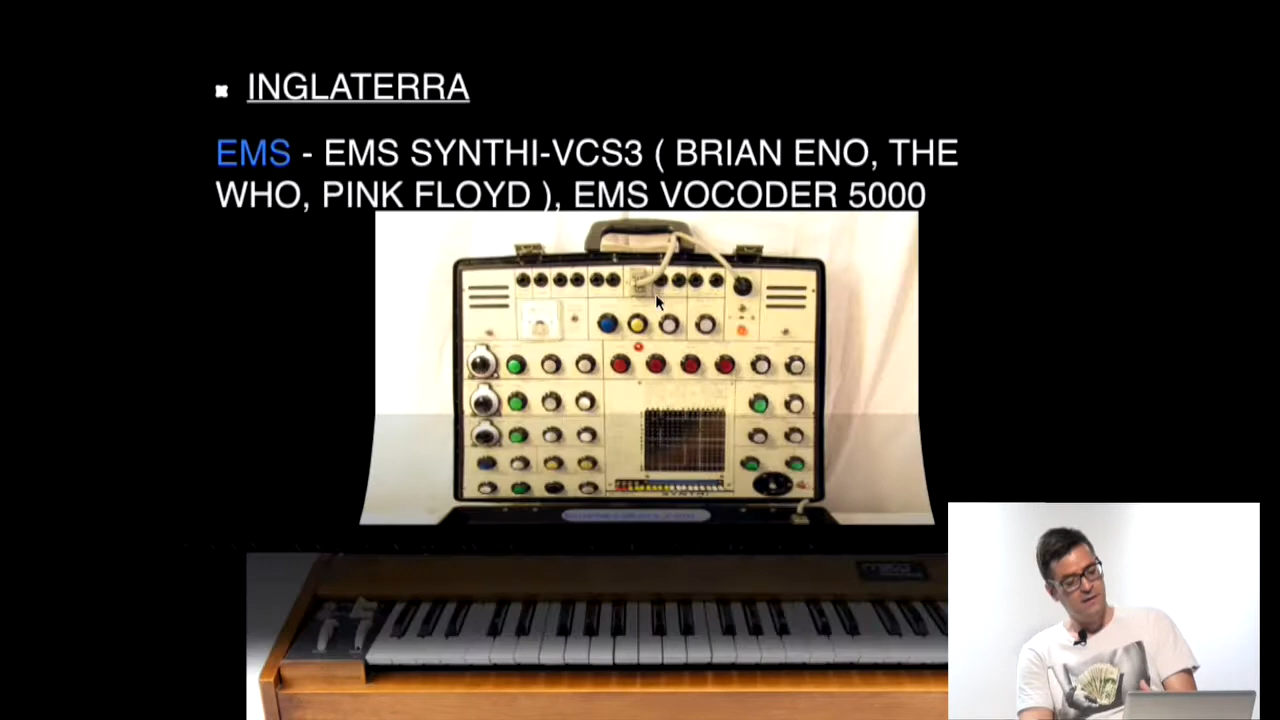 INGLATERRA
EMS - EMS SYNTHI-VCS3 ( BRIAN ENO, THE
WHO, PINK FLOYD ), EMS VOCODER 5000